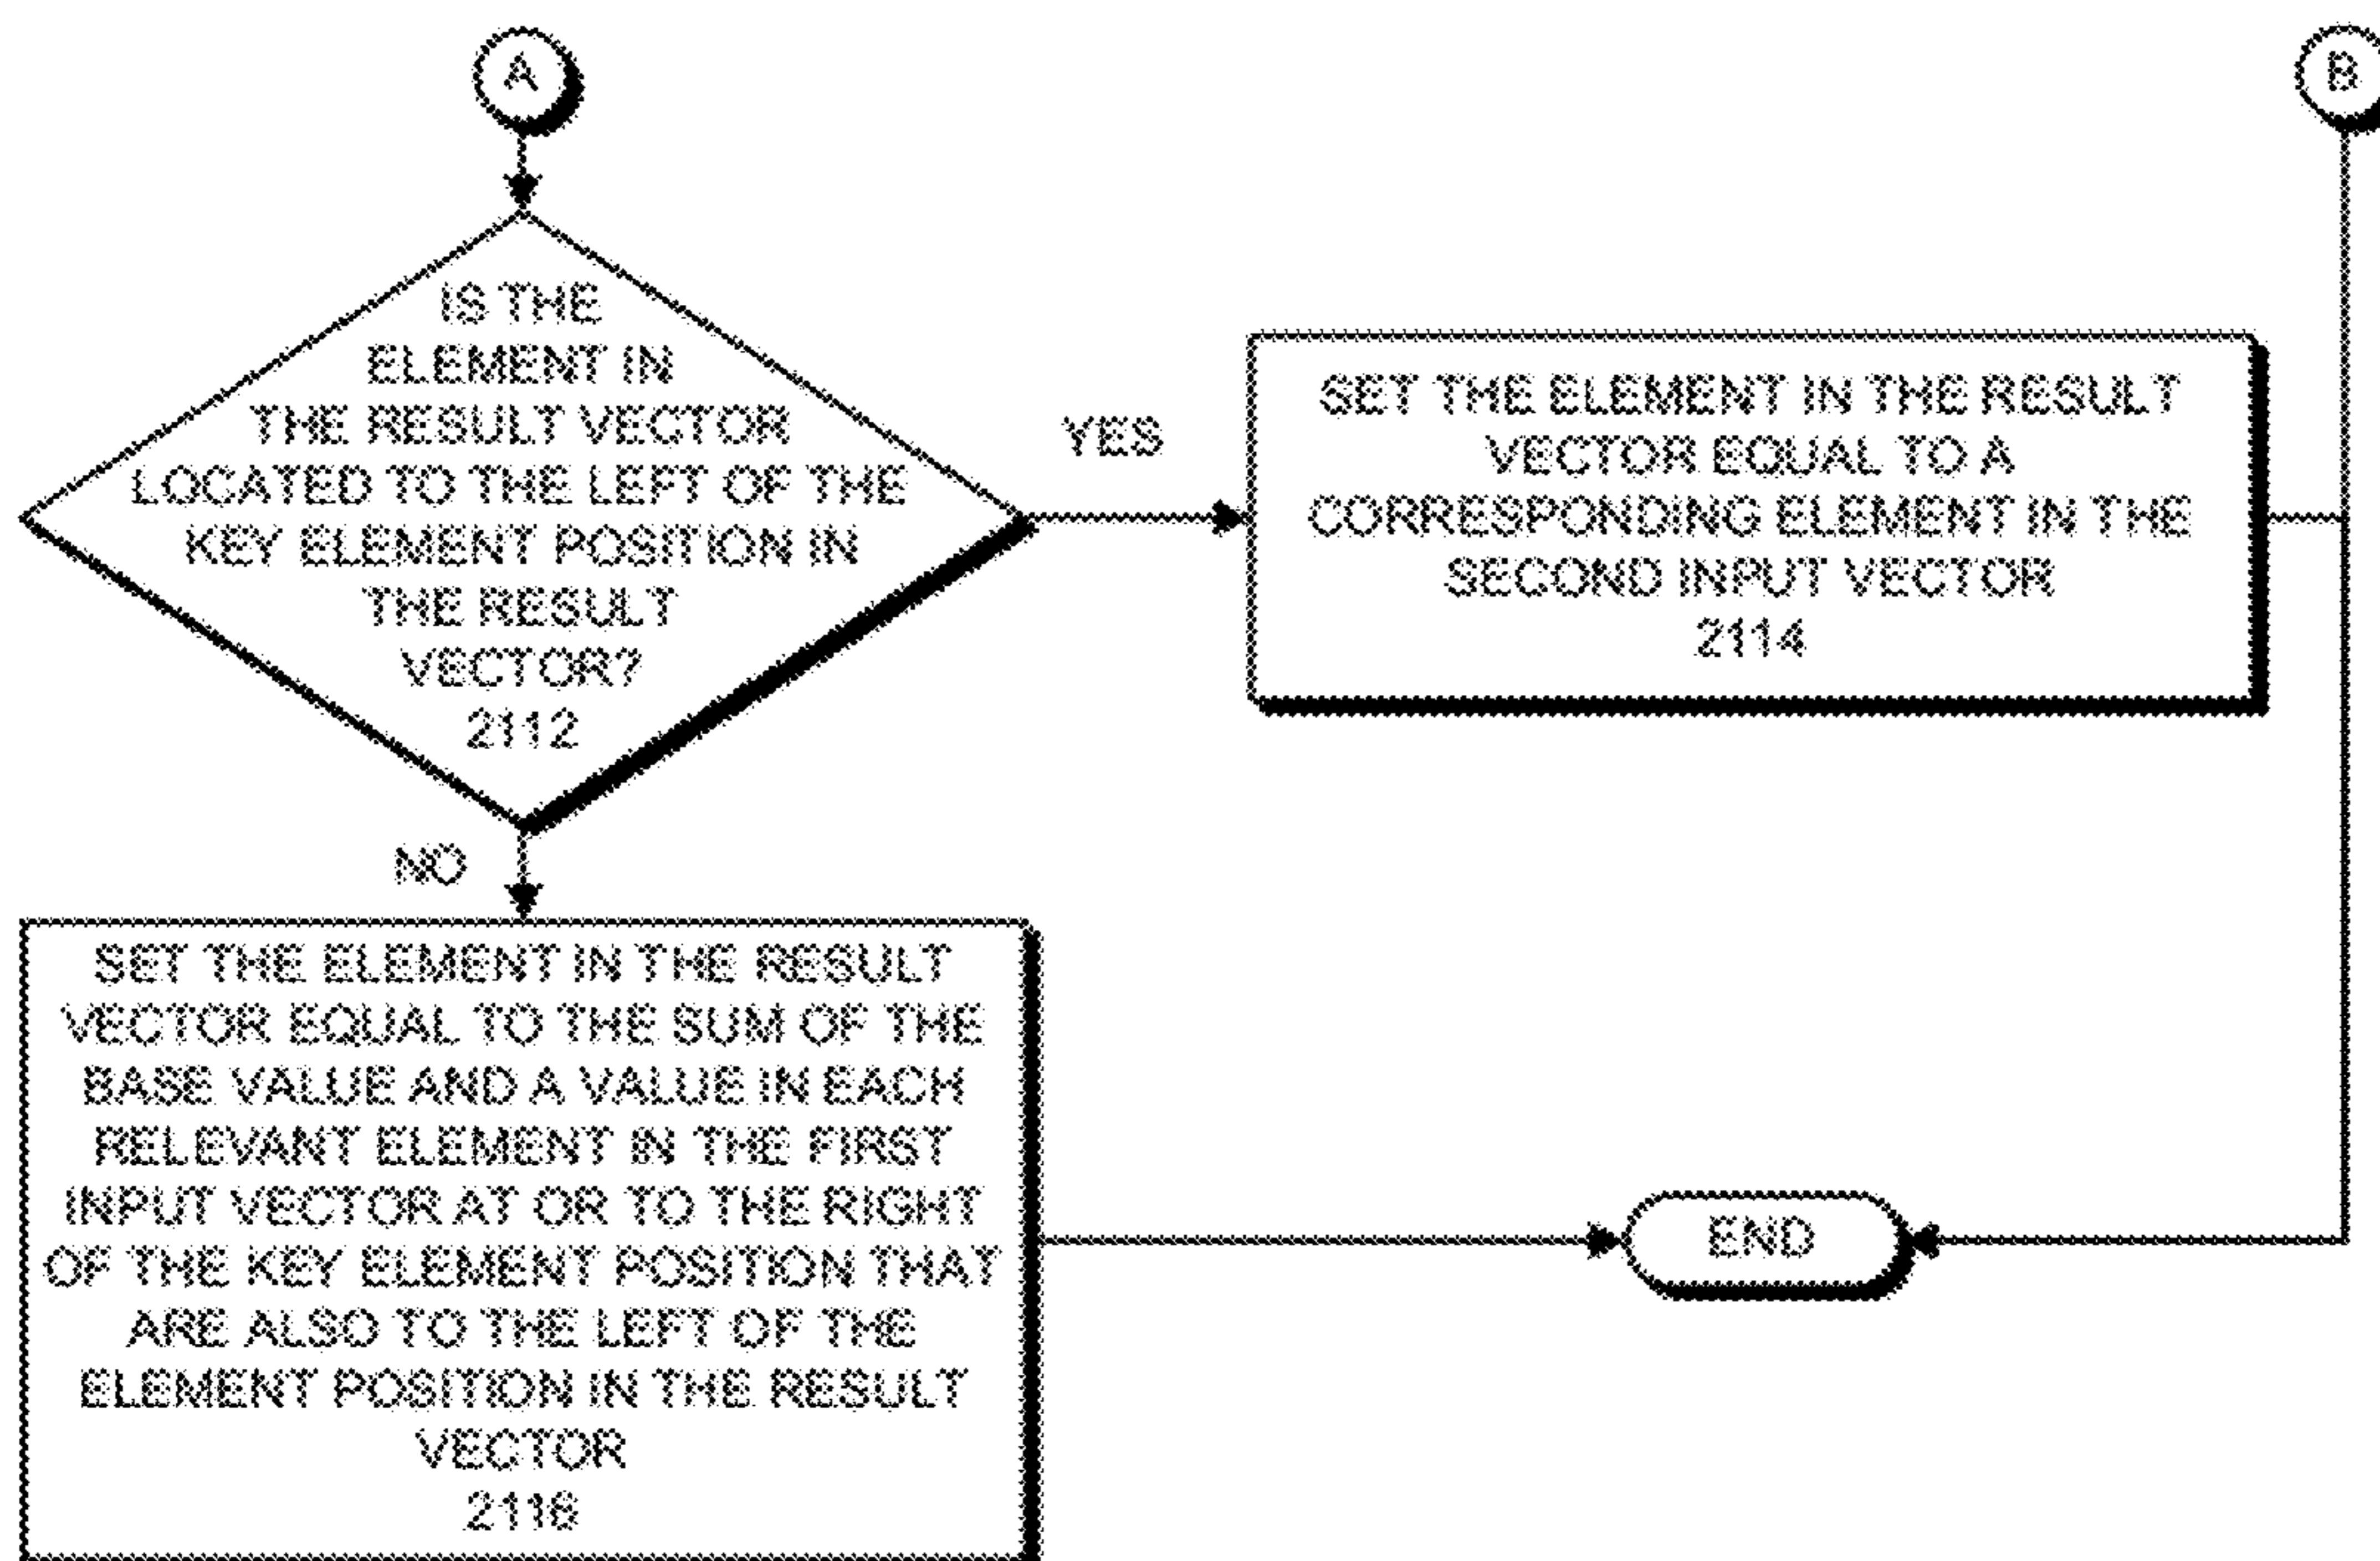 A
B
IS THE
ELEMENT IN
THE RESULT VECTOR
LOCATED TO THE LEFT OF THE
KEY ELEMENT POSITION IN
THE RESULT
VECTOR?
2112
YES
SET THE ELEMENT IN THE RESULT
VECTOR EQUAL TO A
CORRESPONDING ELEMENT IN THE
SECOND INPUT VECTOR
2114
NO
SET THE ELEMENT IN THE RESULT
VECTOR EQUAL TO THE SUM OF THE
BASE VALUE AND A VALUE IN EACH
RELEVANT ELEMENT IN THE FIRST
INPUT VECTOR AT OR TO THE RIGHT
OF THE KEY ELEMENT POSITION THAT
ARE ALSO TO THE LEFT OF THE
ELEMENT POSITION IN THE RESULT
VECTOR
2116
END